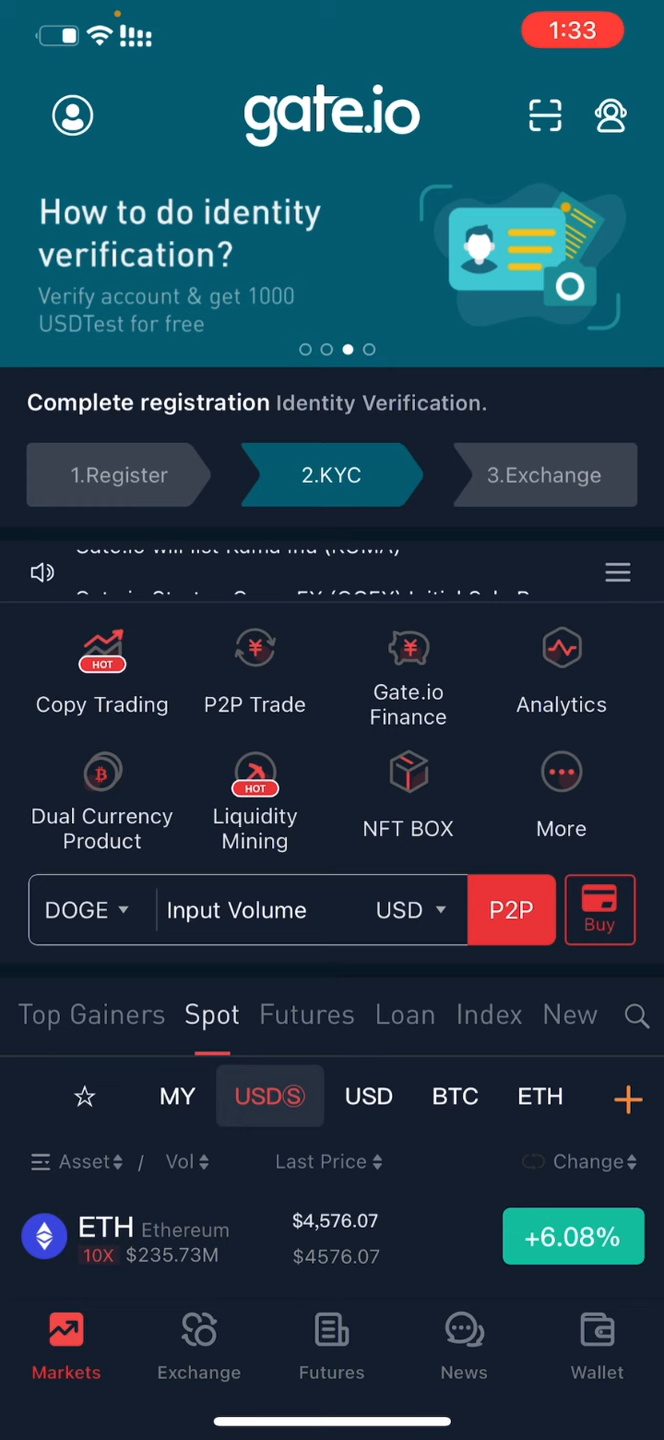 1:33
gate.io
How to do identity
verification?
Verify account & get 1000
USDTest for free
Complete registration Identity Verification.
1.Register
2.KYC
3.Exchange
HOT
Copy Trading
P2P Trade
Gate.io
Finance
Analytics
Dual Currency
Product
HOT
Liquidity
Mining
NFT BOX
More
DOGE
Input Volume
USD
P2P
Buy
Top Gainers
Spot
Futures
Loan
Index
New
MY
USDⓈ
USD
BTC
ETH
Asset / Vol
Last Price
Change
ETH Ethereum
10X $235.73M
$4,576.07
$4576.07
+6.08%
Markets
Exchange
Futures
News
Wallet